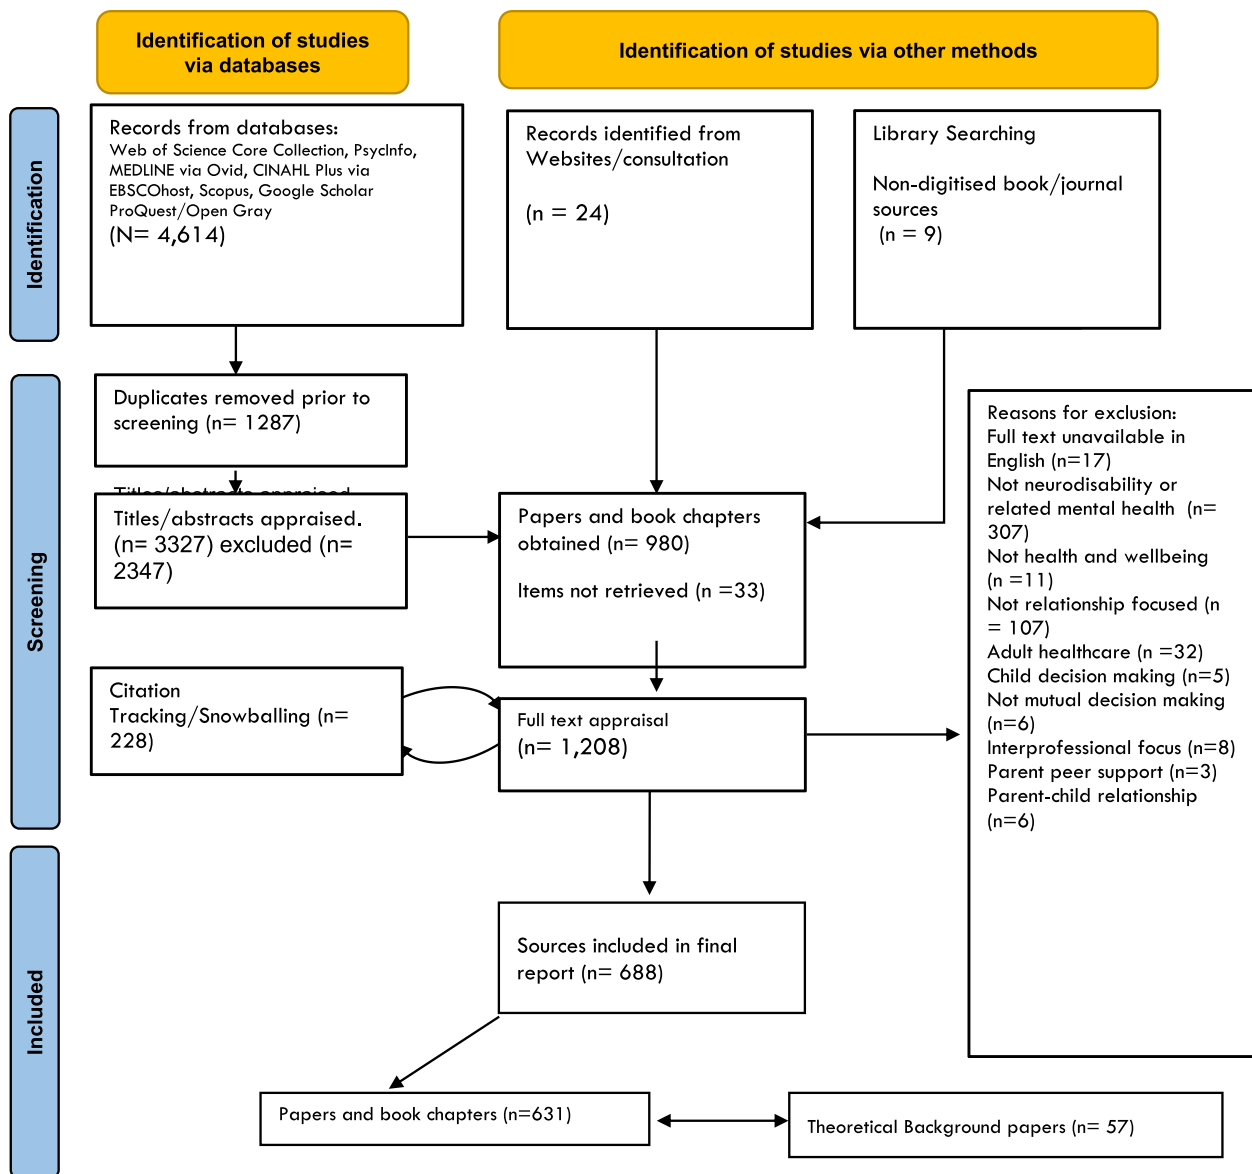 Identification of studies
via databases
Identification of studies via other methods
Identification
Records from databases:
Web of Science Core Collection, PsycInfo,
MEDLINE via Ovid, CINAHL Plus via
EBSCOhost, Scopus, Google Scholar
ProQuest/Open Gray
(N= 4,614)
Records identified from
Websites/consultation
(n = 24)
Library Searching
Non-digitised book/journal
sources
(n = 9)
Screening
Duplicates removed prior to
screening (n= 1287)
Titles/abstracts appraised
Titles/abstracts appraised.
(n= 3327) excluded (n=
2347)
Papers and book chapters
obtained (n= 980)
Items not retrieved (n =33)
Citation
Tracking/Snowballing (n=
228)
Full text appraisal
(n= 1,208)
Reasons for exclusion:
Full text unavailable in
English (n=17)
Not neurodisability or
related mental health (n=
307)
Not health and wellbeing
(n =11)
Not relationship focused (n
= 107)
Adult healthcare (n =32)
Child decision making (n=5)
Not mutual decision making
(n=6)
Interprofessional focus (n=8)
Parent peer support (n=3)
Parent-child relationship
(n=6)
Included
Sources included in final
report (n= 688)
Papers and book chapters (n=631)
Theoretical Background papers (n= 57)